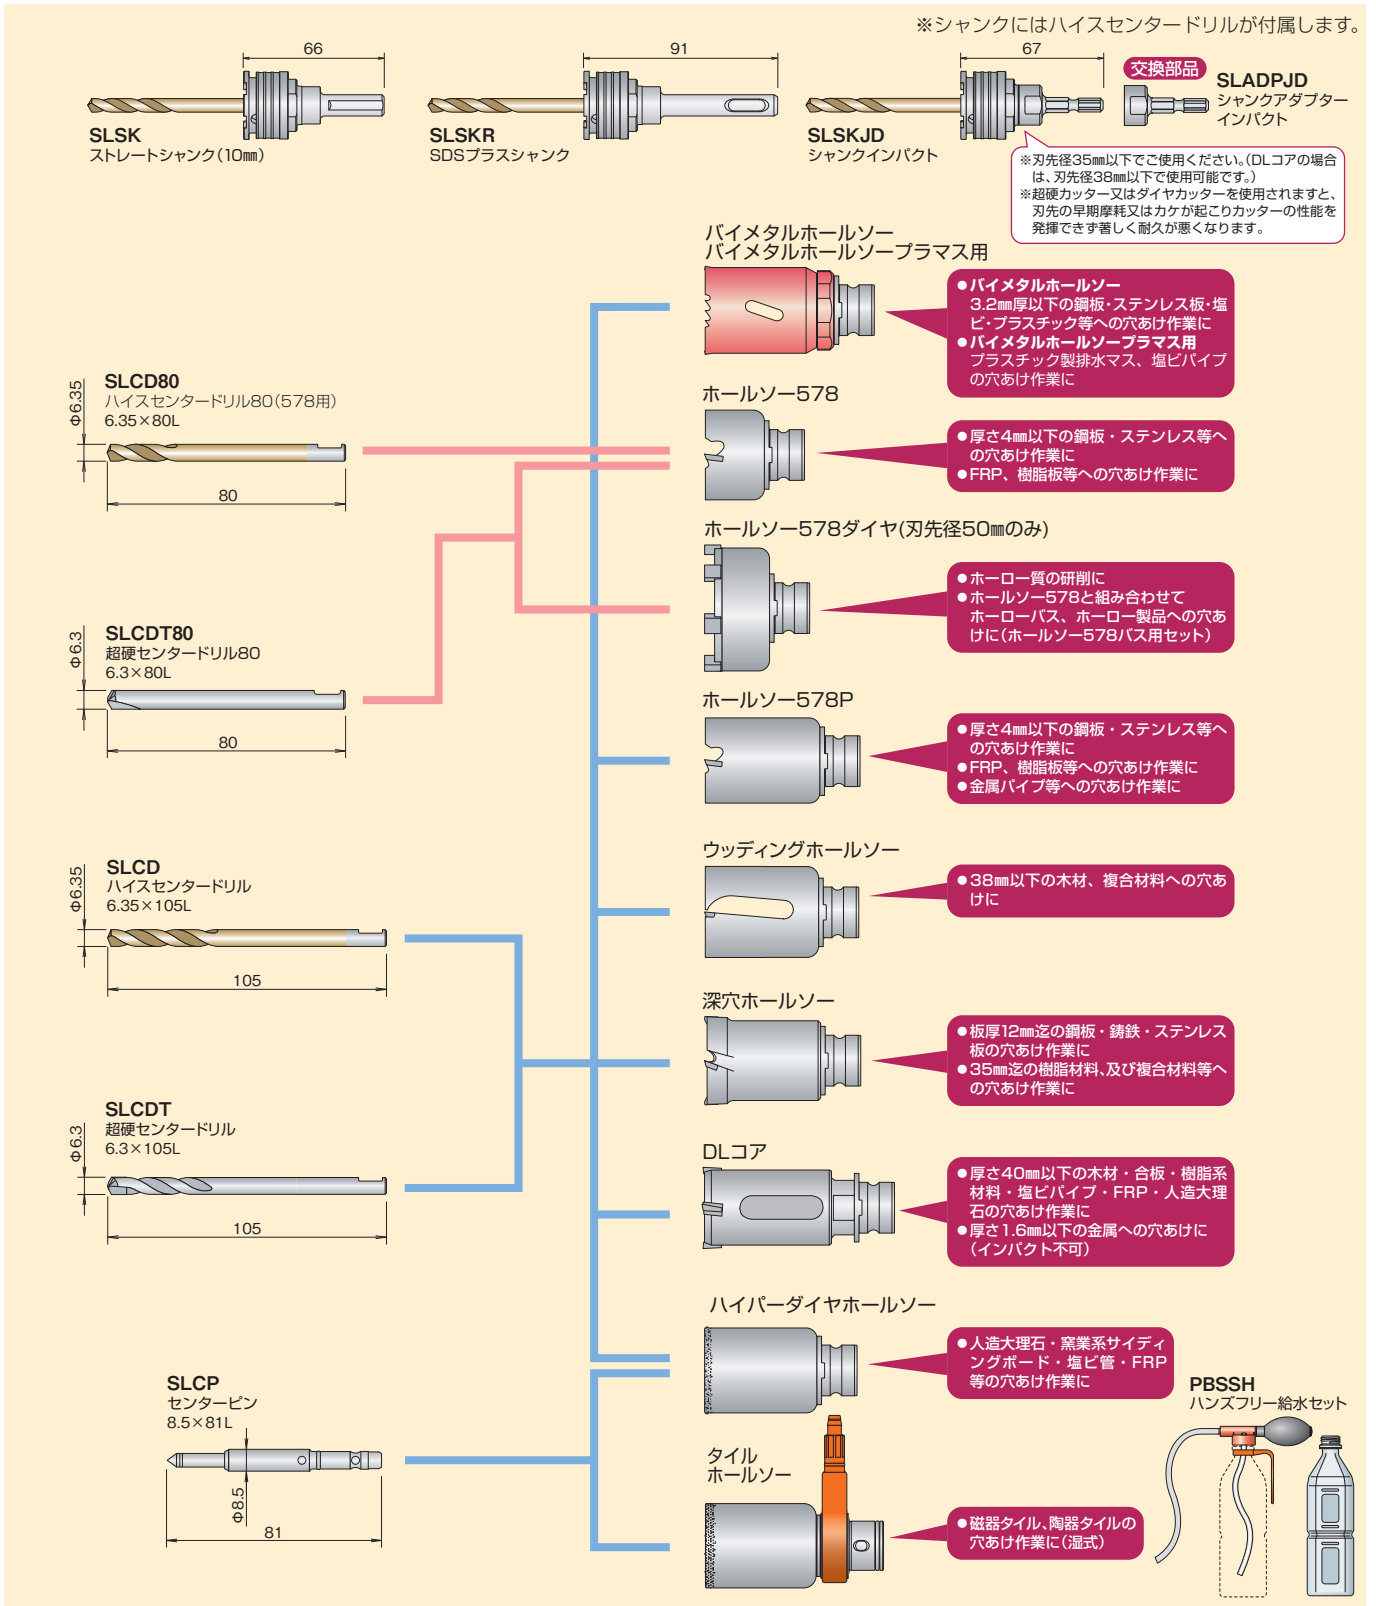 ※シャンクにはハイスセンタードリルが付属します。
66
SLSK
ストレートシャンク(10㎜)
91
SLSKR
SDSプラスシャンク
67
SLSKJD
シャンクインパクト
交換部品
SLADPJD
シャンクアダプター
インパクト
※刃先径35㎜以下でご使用ください。(DLコアの場合
は、刃先径38㎜以下で使用可能です。)
※超硬カッター又はダイヤカッターを使用されますと、
刃先の早期摩耗又はカケが起こりカッターの性能を
発揮できず著しく耐久が悪くなります。
バイメタルホールソー
バイメタルホールソープラマス用
●バイメタルホールソー
3.2㎜厚以下の鋼板・ステンレス板・塩
ビ・プラスチック等への穴あけ作業に
●バイメタルホールソープラマス用
プラスチック製排水マス、塩ビパイプ
の穴あけ作業に
SLCD80
ハイスセンタードリル80(578用)
6.35×80L
Φ6.35
80
ホールソー578
●厚さ4㎜以下の鋼板・ステンレス等へ
の穴あけ作業に
●FRP、樹脂板等への穴あけ作業に
ホールソー578ダイヤ(刃先径50㎜のみ)
●ホーロー質の研削に
●ホールソー578と組み合わせて
ホーローバス、ホーロー製品への穴あ
けに(ホールソー578バス用セット)
SLCDT80
超硬センタードリル80
6.3×80L
Φ6.3
80
ホールソー578P
●厚さ4㎜以下の鋼板・ステンレス等へ
の穴あけ作業に
●FRP、樹脂板等への穴あけ作業に
●金属パイプ等への穴あけ作業に
SLCD
ハイスセンタードリル
6.35×105L
Φ6.35
105
ウッディングホールソー
●38㎜以下の木材、複合材料への穴あ
けに
深穴ホールソー
●板厚12㎜迄の鋼板・鋳鉄・ステンレス
板の穴あけ作業に
●35㎜迄の樹脂材料、及び複合材料等へ
の穴あけ作業に
SLCDT
超硬センタードリル
6.3×105L
Φ6.3
105
DLコア
●厚さ40㎜以下の木材・合板・樹脂系
材料・塩ビパイプ・FRP・人造大理
石の穴あけ作業に
●厚さ1.6㎜以下の金属への穴あけに
(インパクト不可)
ハイパーダイヤホールソー
●人造大理石・窯業系サイディ
ングボード・塩ビ管・FRP
等の穴あけ作業に
SLCP
センターピン
8.5×81L
Φ8.5
81
タイル
ホールソー
●磁器タイル、陶器タイルの
穴あけ作業に(湿式)
PBSSH
ハンズフリー給水セット